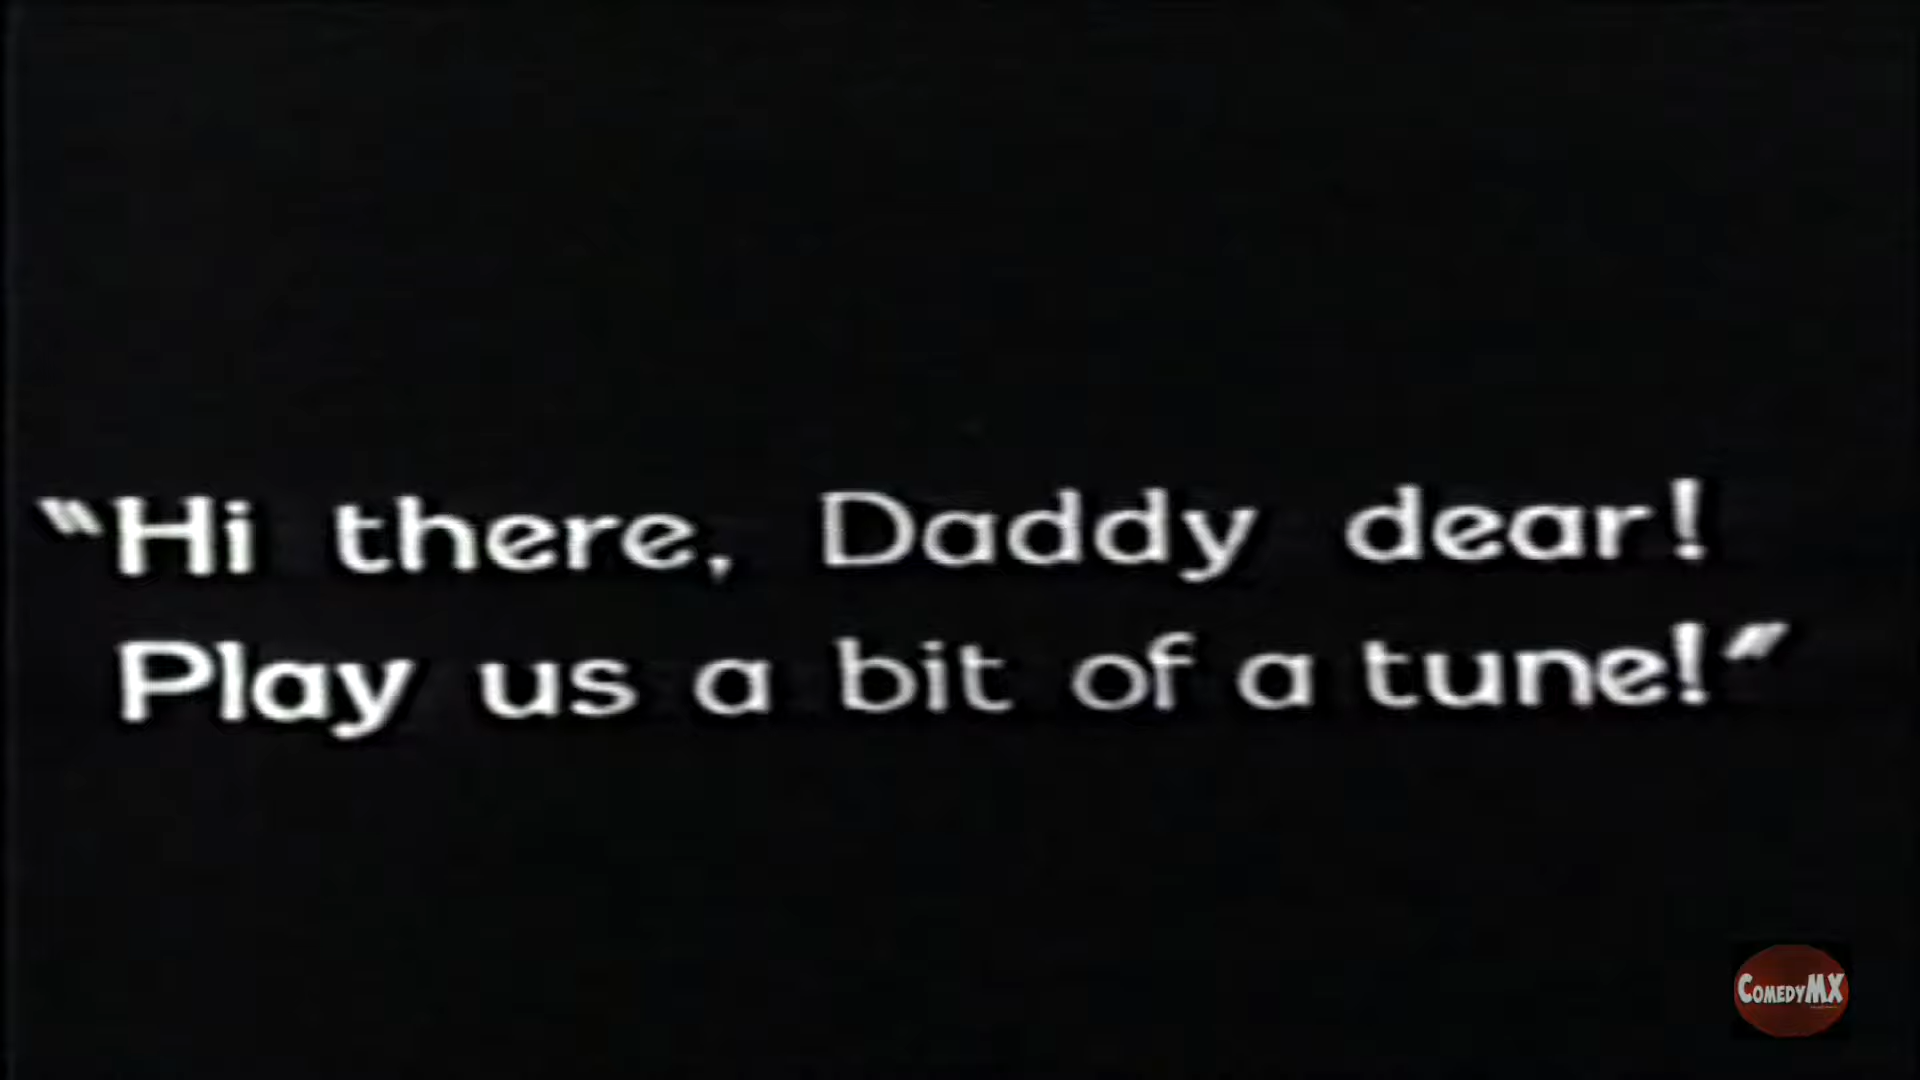 "Hi there, Daddy dear!
Play us a bit of a tune!"
COMEDYMX